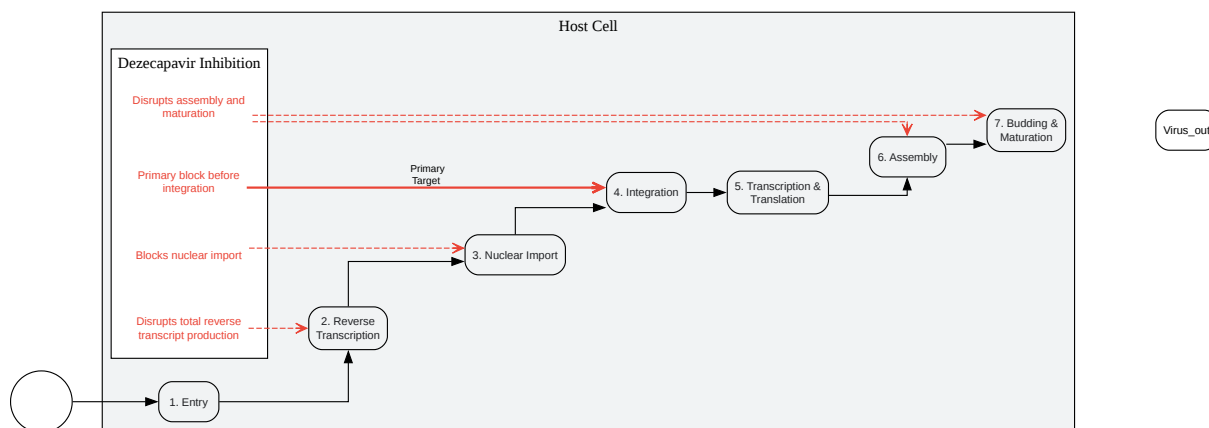 Host Cell
Dezecapavir Inhibition
Disrupts assembly and
maturation
7. Budding &
Maturation
Virus_out
6. Assembly
Primary block before
integration
Primary
Target
4. Integration
5. Transcription &
Translation
Blocks nuclear import
3. Nuclear Import
Disrupts total reverse
transcript production
2. Reverse
Transcription
1. Entry